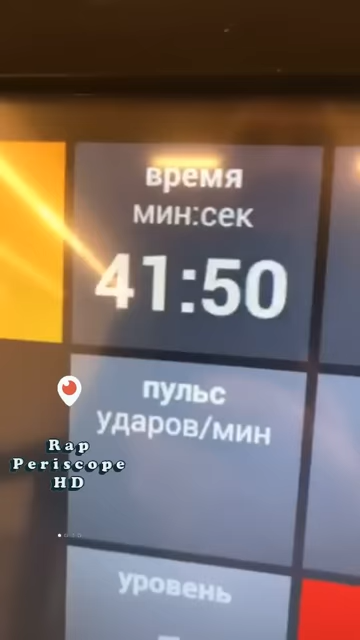 время
мин:сек
41:50
пульс
ударов/мин
Rap
Periscope
HD
уровень